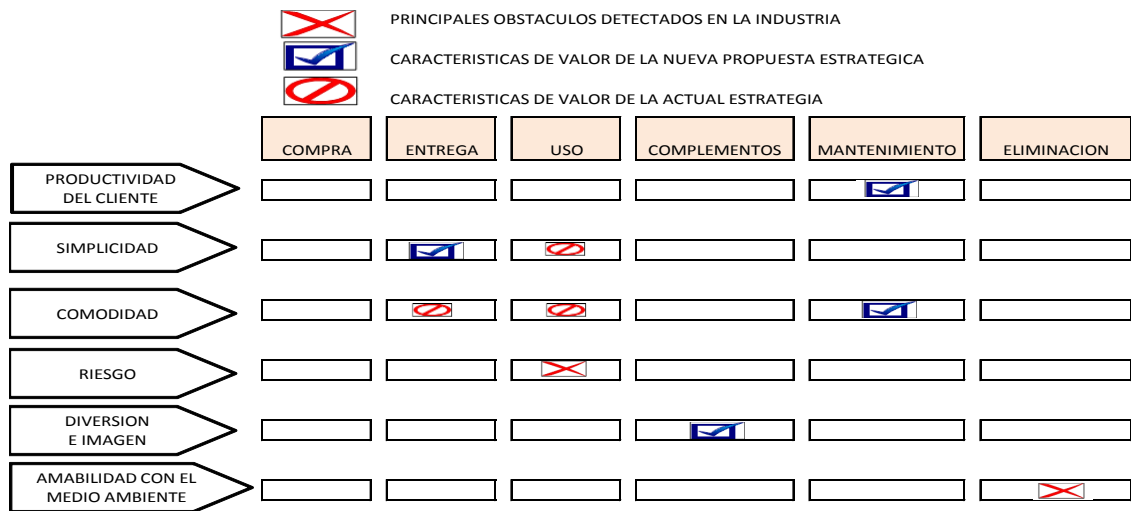 PRINCIPALES OBSTACULOS DETECTADOS EN LA INDUSTRIA
CARACTERISTICAS DE VALOR DE LA NUEVA PROPUESTA ESTRATEGICA
CARACTERISTICAS DE VALOR DE LA ACTUAL ESTRATEGIA
COMPRA ENTREGA USO COMPLEMENTOS MANTENIMIENTO ELIMINACION
PRODUCTIVIDAD
DEL CLIENTE
SIMPLICIDAD
COMODIDAD
RIESGO
DIVERSION
E IMAGEN
AMABILIDAD CON EL
MEDIO AMBIENTE